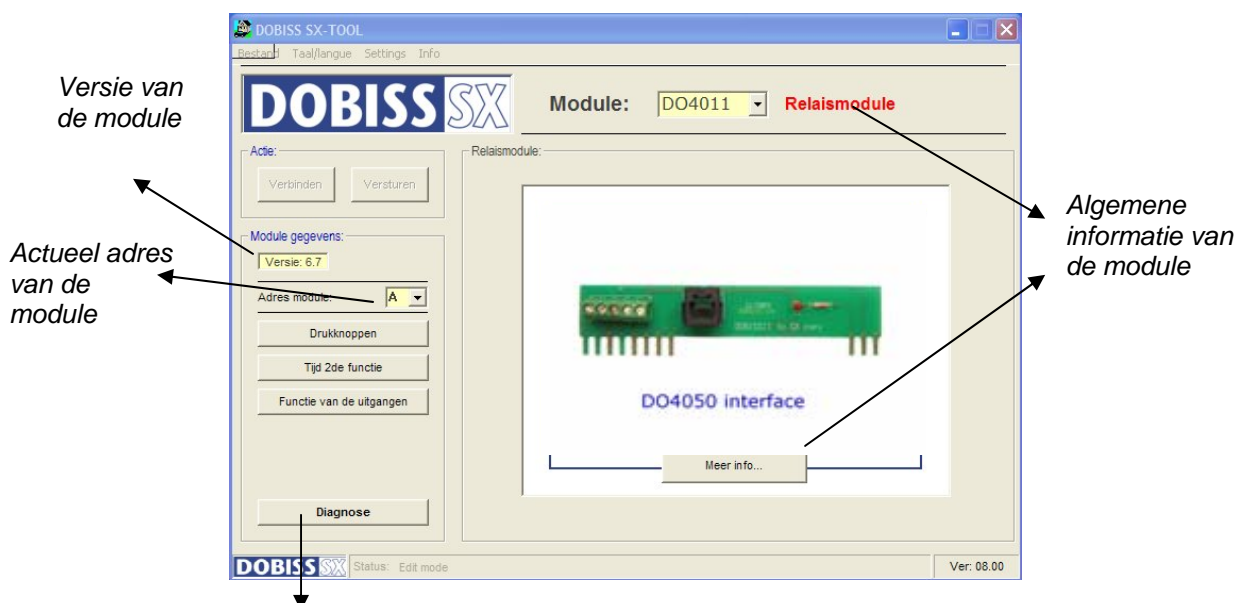 DOBISS SX-TOOL
Bestand Taal/langue Settings Info
Versie van
de module
DOBISS SX
Module: DO4011 Relaismodule
Actie:
Verbinden Versturen
Relaismodule:
Algemene
informatie van
de module
Module gegevens:
Versie: 6.7
Actueel adres
van de
module
Adres module: A
Drukknoppen
Tijd 2de functie
Functie van de uitgangen
DO4050 interface
Meer info...
Diagnose
DOBISS SX Status: Edit mode Ver: 08.00